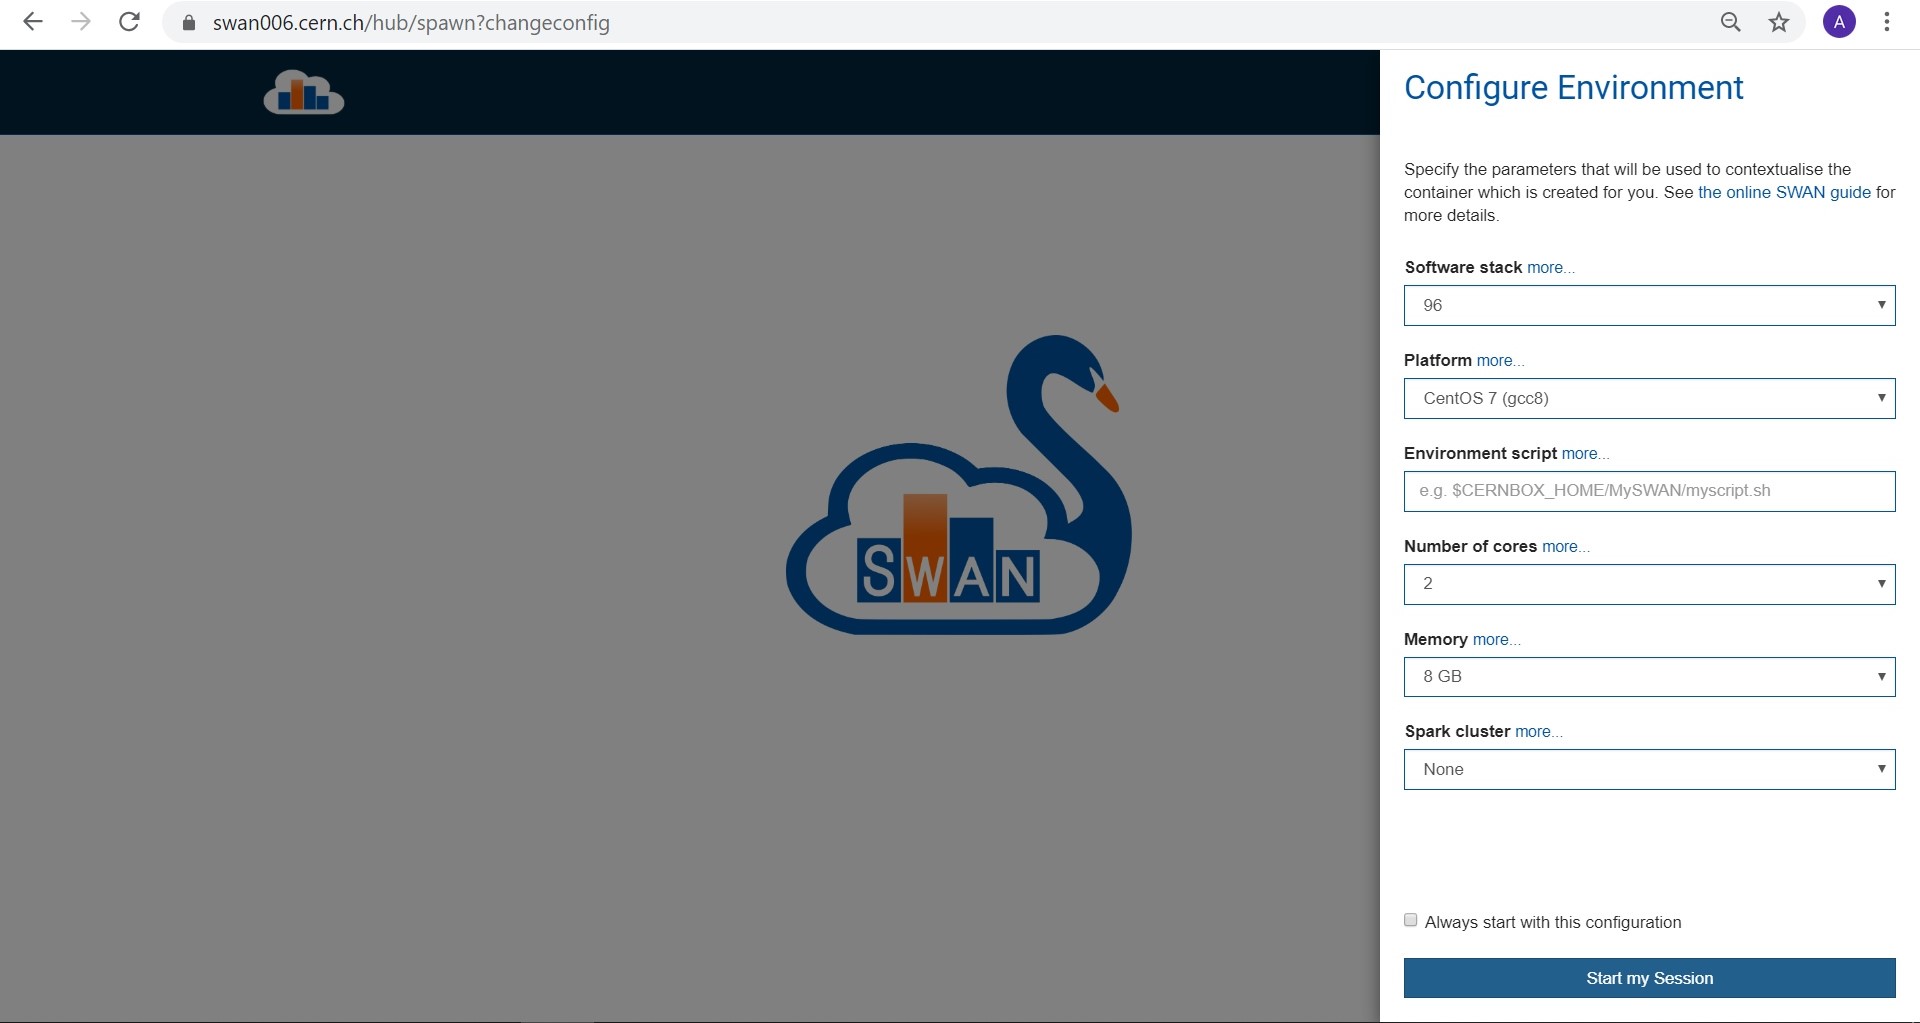 swan006.cern.ch/hub/spawn?changeconfig
A
Configure Environment
Specify the parameters that will be used to contextualise the
container which is created for you. See the online SWAN guide for
more details.
Software stack more...
96
Platform more...
CentOS 7 (gcc8)
Environment script more...
e.g. $CERNBOX_HOME/MySWAN/myscript.sh
Number of cores more...
2
Memory more...
8 GB
Spark cluster more...
None
Always start with this configuration
Start my Session
SWAN